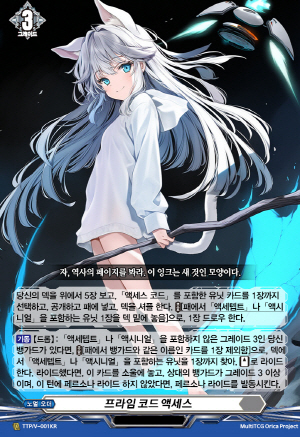 3
그레이드
자, 역사의 페이지를 봐라. 이 잉크는 새 것인 모양이다.
당신의 덱을 위에서 5장 보고, 「액세스 코드」를 포함한 유닛 카드를 1장까지
선택하고, 공개하고 패에 넣고, 덱을 셔플 한다. [패에서 「액셉템트」나 「액시
니얼」을 포함하는 유닛 1장을 덱 밑에 놓음]으로, 1장 드로우 한다.
기동 【드롭】 : 「액세템트」나 「액시니얼」을 포함하지 않은 그레이드 3인 당신
뱅가드가 있다면, [패에서 뱅가드와 같은 이름인 카드를 1장 제외함]으로, 덱에
서 「액세템트」나 「액시니얼」을 포함하는 유닛을 1장까지 찾아, 로 라이드
한다. 라이드했다면, 이 카드를 소울에 놓고, 상대의 뱅가드가 그레이드 3 이상
이며, 이 턴에 페르소나 라이드 하지 않았다면, 페르소나 라이드를 발동시킨다.
노멀 오더
프라임 코드 액세스
TTP/V-001KR
MultiTCG Orica Project